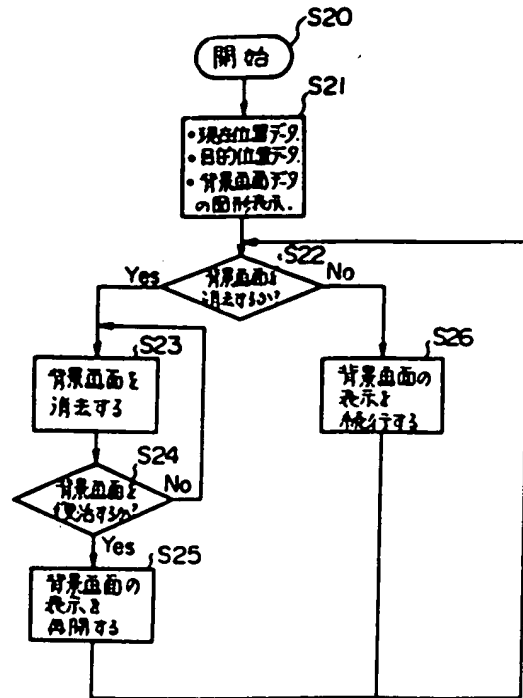 S20
開始
S21
・現在位置データ.
・目的位置データ.
・背景画面データ
の図形表示.
S22
背景画面を
消去するか?
Yes
No
S23
背景画面を
消去する
S26
背景画面の
表示を
続行する
S24
背景画面を
復活するか?
No
Yes
S25
背景画面の
表示を
再開する